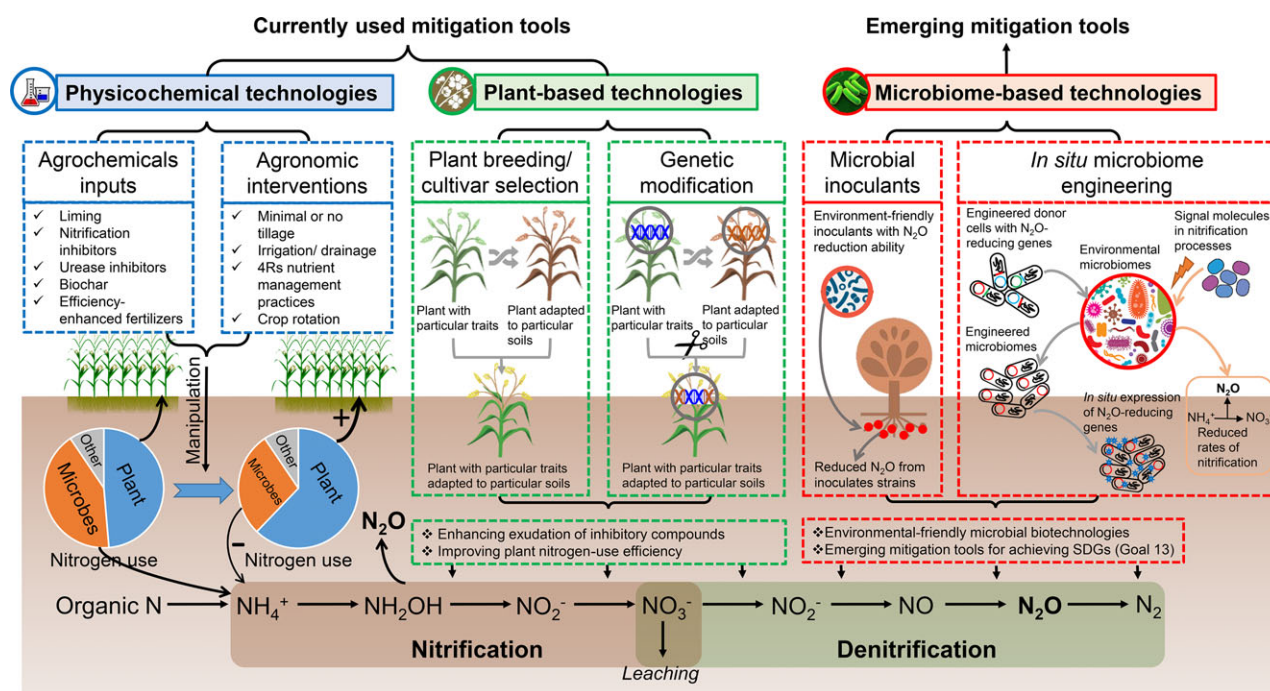 Currently used mitigation tools
Emerging mitigation tools
Physicochemical technologies
Plant-based technologies
Microbiome-based technologies
Agrochemicals
inputs
✓ Liming
✓ Nitrification
inhibitors
✓ Urease inhibitors
✓ Biochar
✓ Efficiency-
enhanced fertilizers
Agronomic
interventions
✓ Minimal or no
tillage
✓ Irrigation/ drainage
✓ 4Rs nutrient
management
practices
✓ Crop rotation
Plant breeding/
cultivar selection
Plant with
particular traits
Plant adapted
to particular
soils
Plant with particular traits
adapted to particular soils
Genetic
modification
Plant with
particular traits
Plant adapted
to particular
soils
Plant with particular traits
adapted to particular soils
Microbial
inoculants
Environment-friendly
inoculants with N₂O
reduction ability
Reduced N₂O from
inoculates strains
In situ microbiome
engineering
Engineered donor
cells with N₂O-
reducing genes
Signal molecules
in nitrification
processes
Environmental
microbiomes
Engineered
microbiomes
In situ expression
of N₂O-reducing
genes
N₂O
NH₄⁺
NO₃⁻
Reduced
rates of
nitrification
Manipulation
+
Other
Microbes
Plant
Nitrogen use
Other
Microbes
Plant
Nitrogen use
−
N₂O
❖ Enhancing exudation of inhibitory compounds
❖ Improving plant nitrogen-use efficiency
❖Environmental-friendly microbial biotechnologies
❖Emerging mitigation tools for achieving SDGs (Goal 13)
Organic N
NH₄⁺
NH₂OH
NO₂⁻
NO₃⁻
NO₂⁻
NO
N₂O
N₂
Nitrification
Denitrification
Leaching